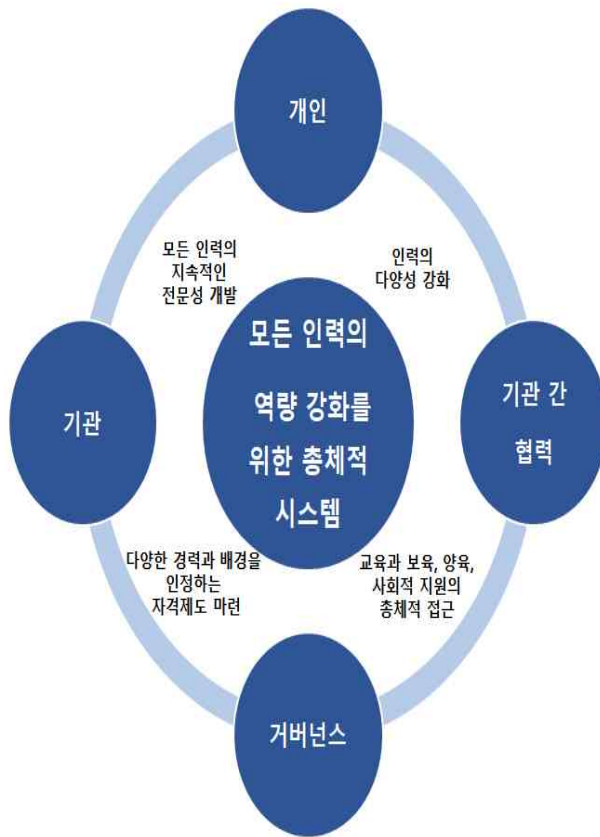 개인
모든 인력의
지속적인
전문성 개발
인력의
다양성 강화
모든 인력의
역량 강화를
위한 총체적
시스템
기관
기관 간
협력
다양한 경력과 배경을
인정하는
자격제도 마련
교육과 보육, 양육,
사회적 지원의
총체적 접근
거버넌스